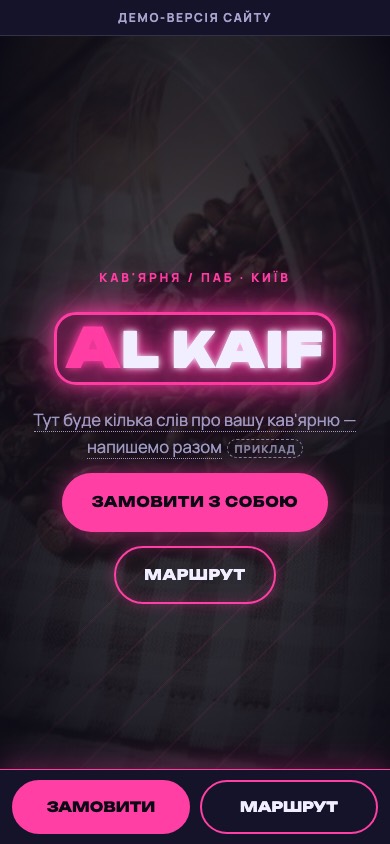 ДЕМО-ВЕРСІЯ САЙТУ
КАВ'ЯРНЯ / ПАБ · КИЇВ
AL KAIF
Тут буде кілька слів про вашу кав'ярню —
напишемо разом ПРИКЛАД
ЗАМОВИТИ З СОБОЮ
МАРШРУТ
ЗАМОВИТИ МАРШРУТ